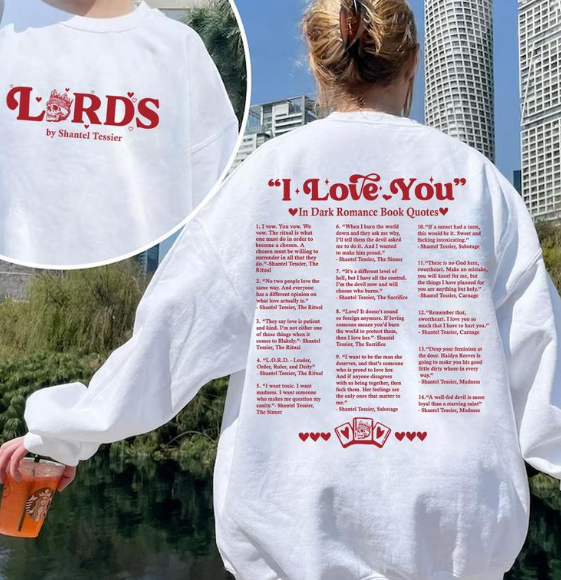 LORDS
by Shantel Tessier
“I Love You”
In Dark Romance Book Quotes
1. I vow. You vow. We
vow. The ritual is what
one must do in order to
become a chosen. A
chosen must be willing to
surrender in all that they
do."-Shantel Tessier, The
Ritual
2. "No two people love the
same way. And everyone
has a different opinion on
what love actually is."
- Shantel Tessier, The Ritual
3. "They say love is patient
and kind. I'm not either one
of those things when it
comes to Blakely."- Shantel
Tessier, The Ritual
4. "L.O.R.D. - Leader,
Order, Ruler, and Deity"
- Shantel Tessier, The Ritual
5. "I want toxic. I want
madness. I want someone
who makes me question my
sanity."- Shantel Tessier,
The Sinner
6. "When I burn the world
down and they ask me why,
I'll tell them the devil asked
me to do it. And I wanted
to make him proud."
- Shantel Tessier, The Sinner
7. "It's a different level of
hell, but I have all the control.
I'm the devil now and will
choose who burns."
- Shantel Tessier, The Sacrifice
8. "Love? It doesn't sound
so foreign anymore. If loving
someone means you'd burn
the world to protect them,
then I love her."- Shantel
Tessier, The Sacrifice
9. "I want to be the man she
deserves, and that's someone
who is proud to love her.
And if anyone disagrees
with us being together, then
fuck them. Her feelings are
the only ones that matter to
me."
- Shantel Tessier, Sabotage
10. "If a sunset had a taste,
this would be it. Sweet and
fucking intoxicating."
- Shantel Tessier, Sabotage
11. "There is no God here,
sweetheart. Make no mistake,
you will kneel for me, but
the things I have planned for
you are anything but holy."
- Shantel Tessier, Carnage
12. "Remember that,
sweetheart. I love you so
much that I have to hurt you."
- Shantel Tessier, Carnage
13. "Drop your feminism at
the door. Haidyn Reeves is
going to make you his good
little dirty whore in every
way."
- Shantel Tessier, Madness
14. "A well-fed devil is more
loyal than a starving saint"
- Shantel Tessier, Madness